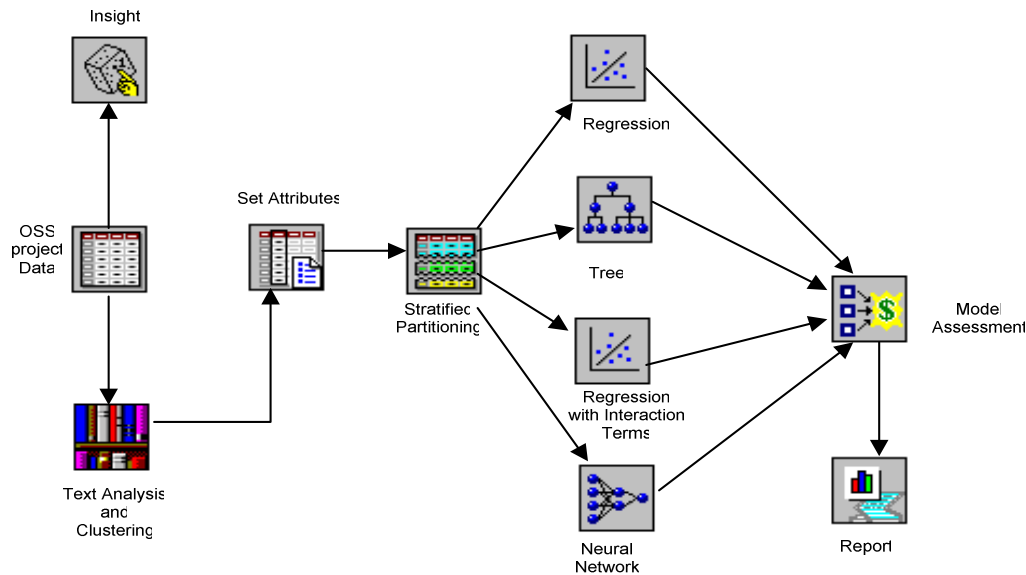 Insight
OSS
project
Data
Text Analysis
and
Clustering
Set Attributes
Stratified
Partitioning
Regression
Tree
Regression
with Interaction
Terms
Neural
Network
Model
Assessment
Report
$